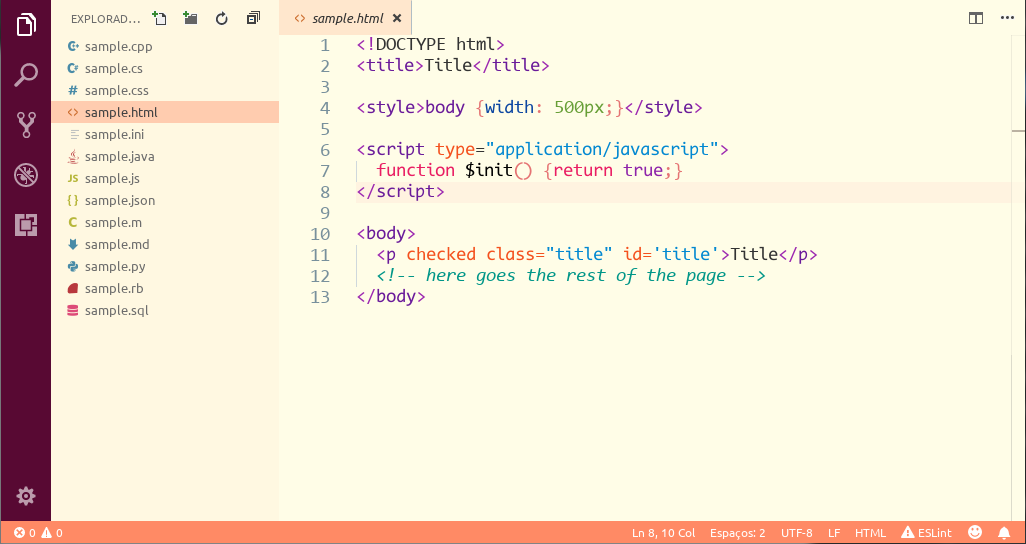 EXPLORAD...
sample.cpp
sample.cs
sample.css
sample.html
sample.ini
sample.java
sample.js
sample.json
sample.m
sample.md
sample.py
sample.rb
sample.sql
sample.html
1 <!DOCTYPE html>
2 <title>Title</title>
3
4 <style>body {width: 500px;}</style>
5
6 <script type="application/javascript">
7 function $init() {return true;}
8 </script>
9
10 <body>
11 <p checked class="title" id='title'>Title</p>
12 <!-- here goes the rest of the page -->
13 </body>
0 0 Ln 8, 10 Col Espaços: 2 UTF-8 LF HTML ESLint